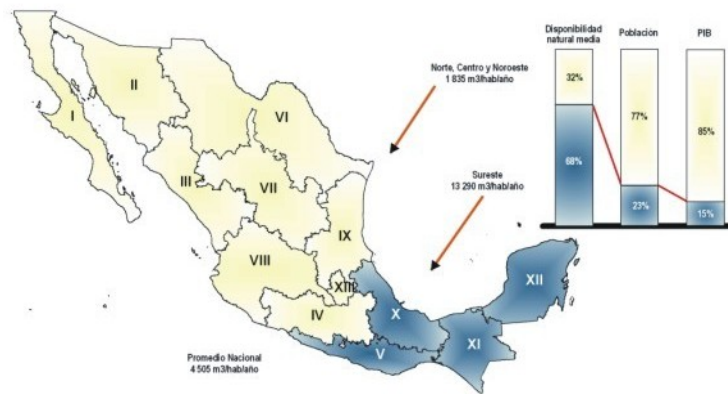 Disponibilidad
natural media
Población
PIB
32%
77%
85%
68%
23%
15%
Norte, Centro y Noroeste
1 835 m3/hab/año
Sureste
13 290 m3/hab/año
I
II
III
VI
VII
VIII
IX
XIII
IV
X
V
XI
XII
Promedio Nacional
4 505 m3/hab/año